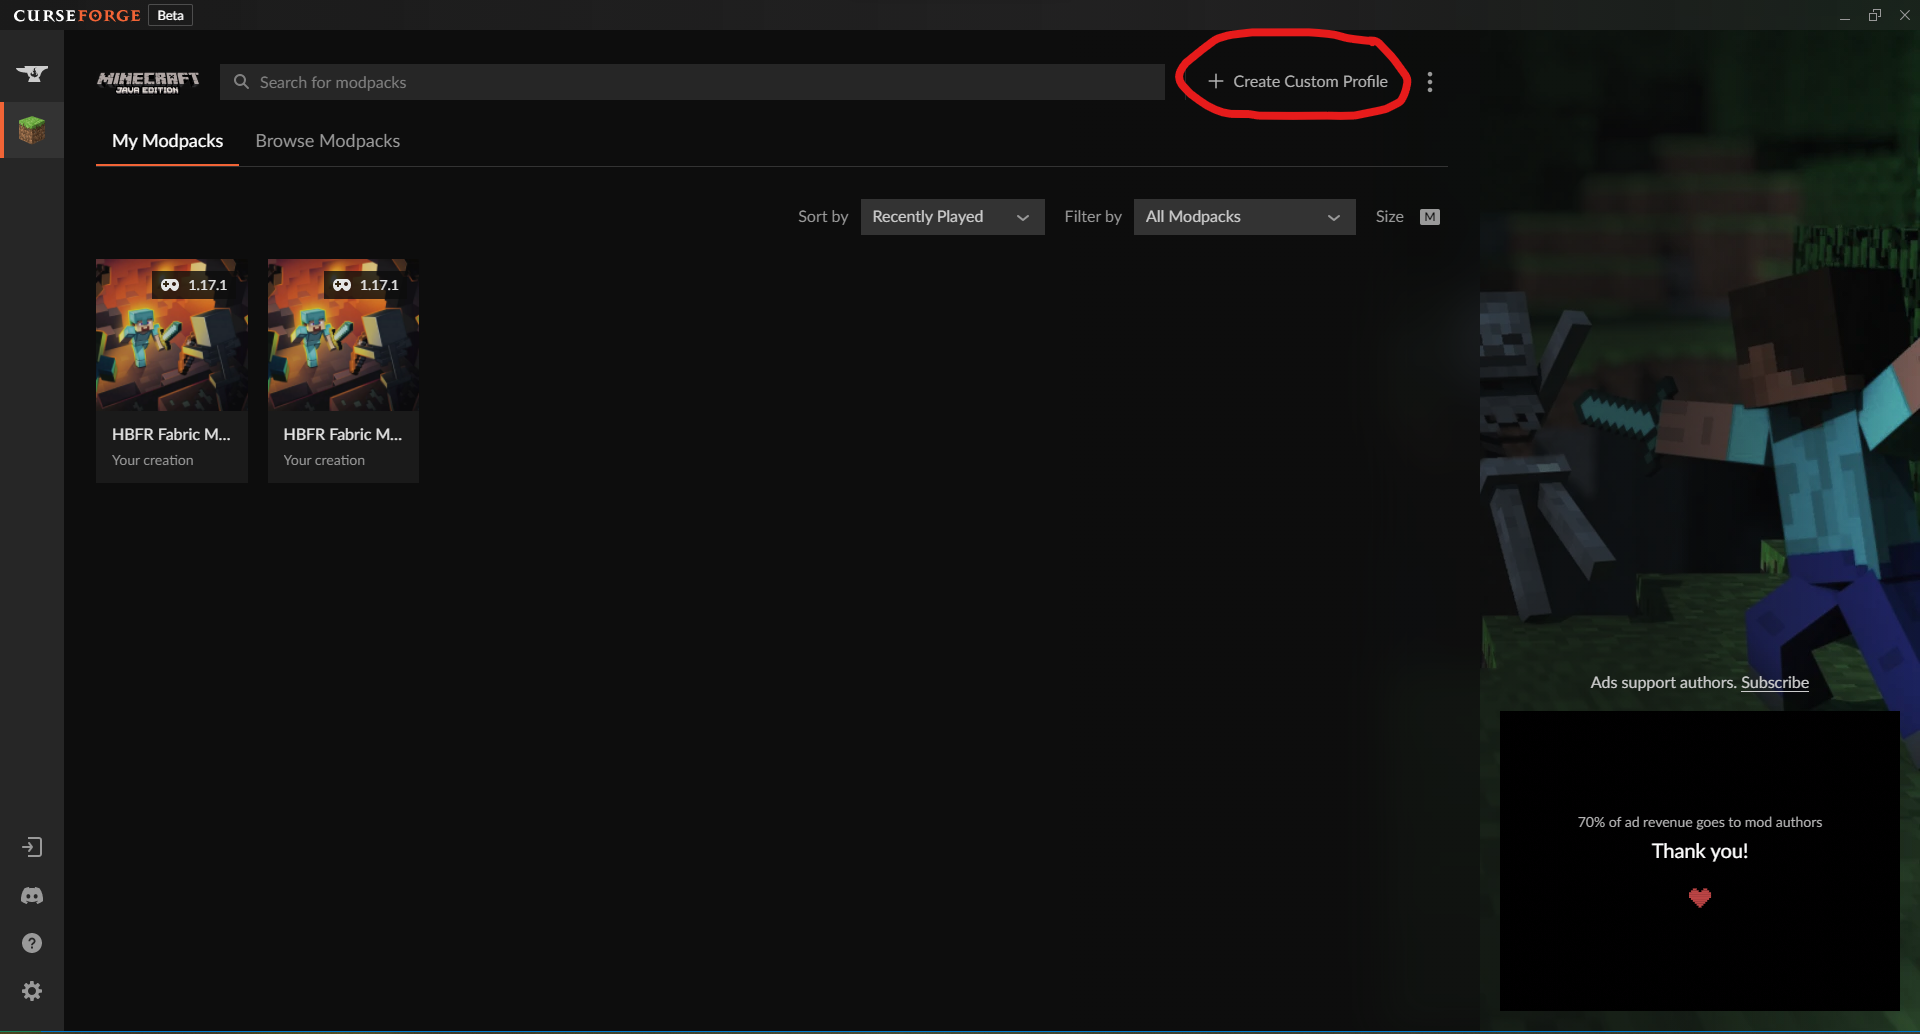 CURSEFORGE Beta
MINECRAFT
JAVA EDITION
Search for modpacks
Create Custom Profile
My Modpacks
Browse Modpacks
Sort by
Recently Played
Filter by
All Modpacks
Size
M
1.17.1
1.17.1
HBFR Fabric M...
Your creation
HBFR Fabric M...
Your creation
Ads support authors. Subscribe
70% of ad revenue goes to mod authors
Thank you!